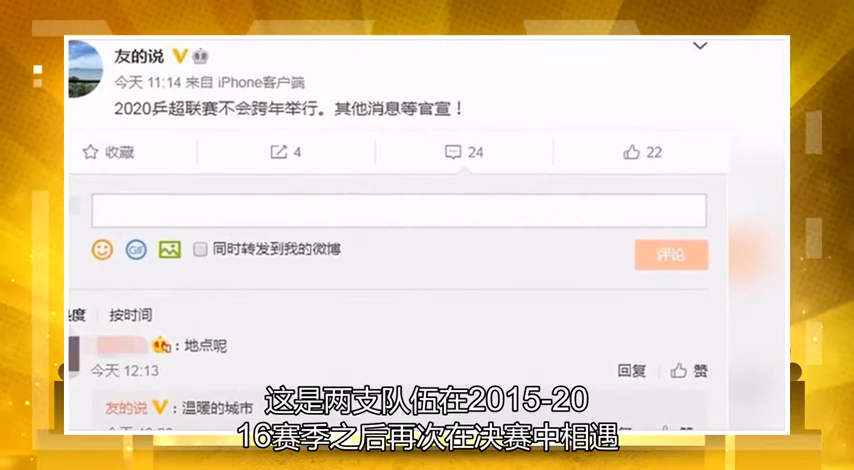 友的说
今天 11:14 来自 iPhone客户端
2020乒超联赛不会跨年举行。其他消息等官宣！
收藏 4 24 22
GIF 同时转发到我的微博 评论
热度 按时间
：地点呢
今天 12:13 回复 赞
友的说：温暖的城市
这是两支队伍在2015-20
16赛季之后再次在决赛中相遇